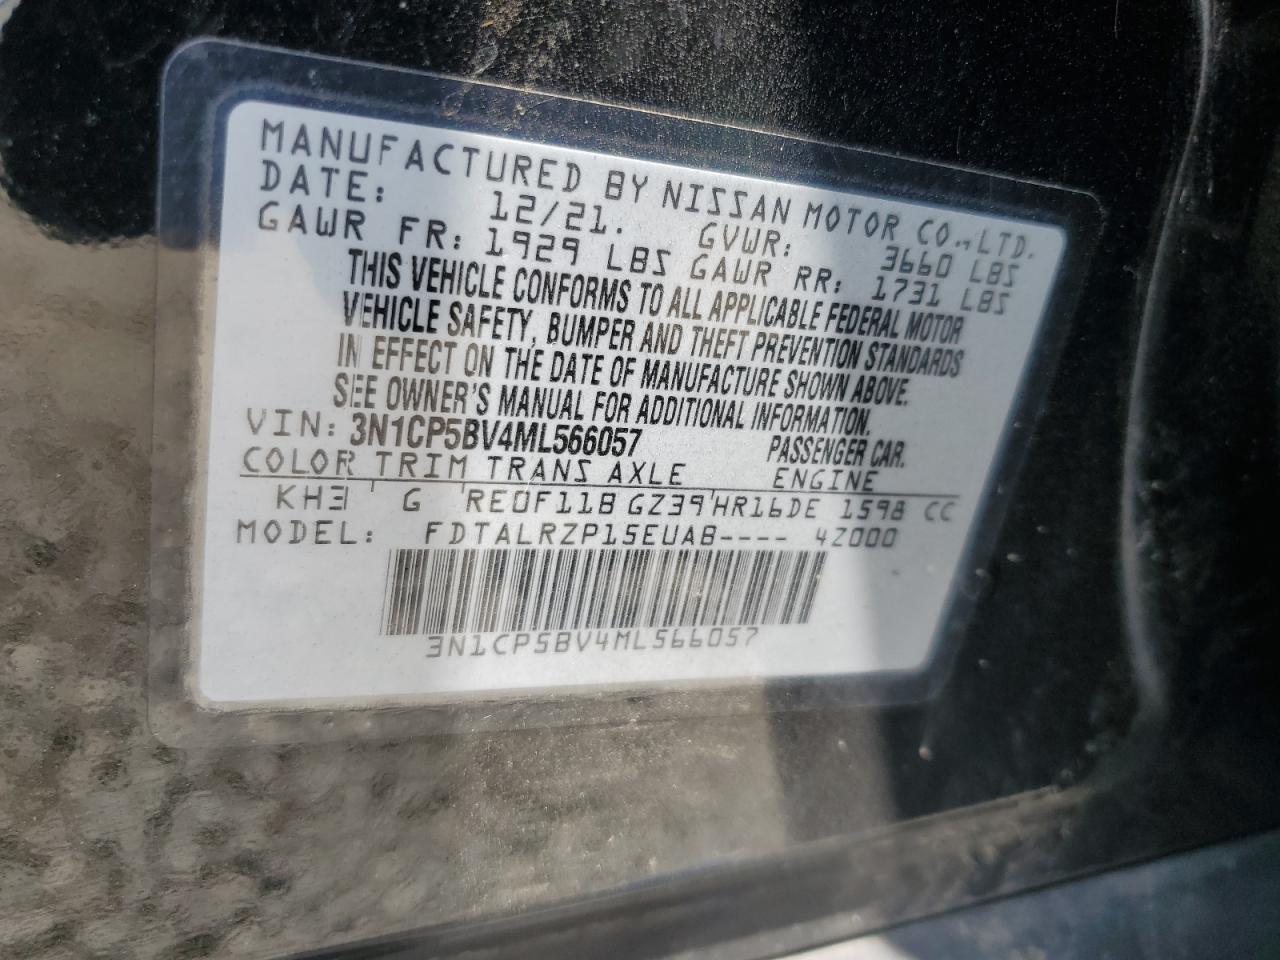 MANUFACTURED BY NISSAN MOTOR CO., LTD.
DATE: 12/21. GVWR: 3660 LBS
GAWR FR: 1929 LBS GAWR RR: 1731 LBS
THIS VEHICLE CONFORMS TO ALL APPLICABLE FEDERAL MOTOR
VEHICLE SAFETY, BUMPER AND THEFT PREVENTION STANDARDS
IN EFFECT ON THE DATE OF MANUFACTURE SHOWN ABOVE.
SEE OWNER'S MANUAL FOR ADDITIONAL INFORMATION.
VIN: 3N1CP5BV4ML566057 PASSENGER CAR.
COLOR TRIM TRANS AXLE ENGINE
KH3 G RE0F11B GZ39 HR16DE 1598 CC
MODEL: FDTALRZP15EUAB---- 4Z000
3N1CP5BV4ML566057